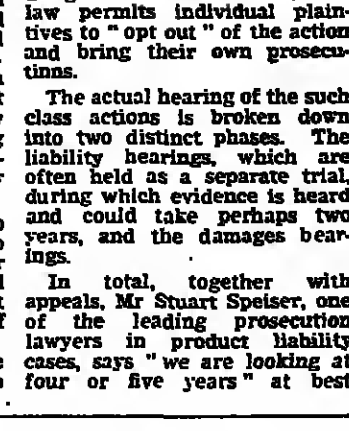 law permits individual plain-
tives to " opt out " of the action
and bring their own prosecu-
tinns.
The actual hearing of the such
class actions is broken down
into two distinct phases. The
liability hearings, which are
often held as a separate trial,
during which evidence is heard
and could take perhaps two
years, and the damages hear-
ings.
In total, together with
appeals, Mr Stuart Speiser, one
of the leading prosecution
lawyers in product liability
cases, says " we are looking at
four or five years " at best